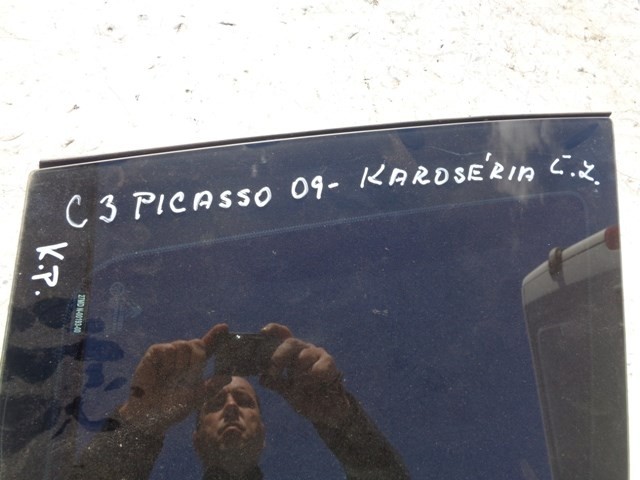 C3 PICASSO 09- KAROSÉRIA Ľ.Z.
K.P.